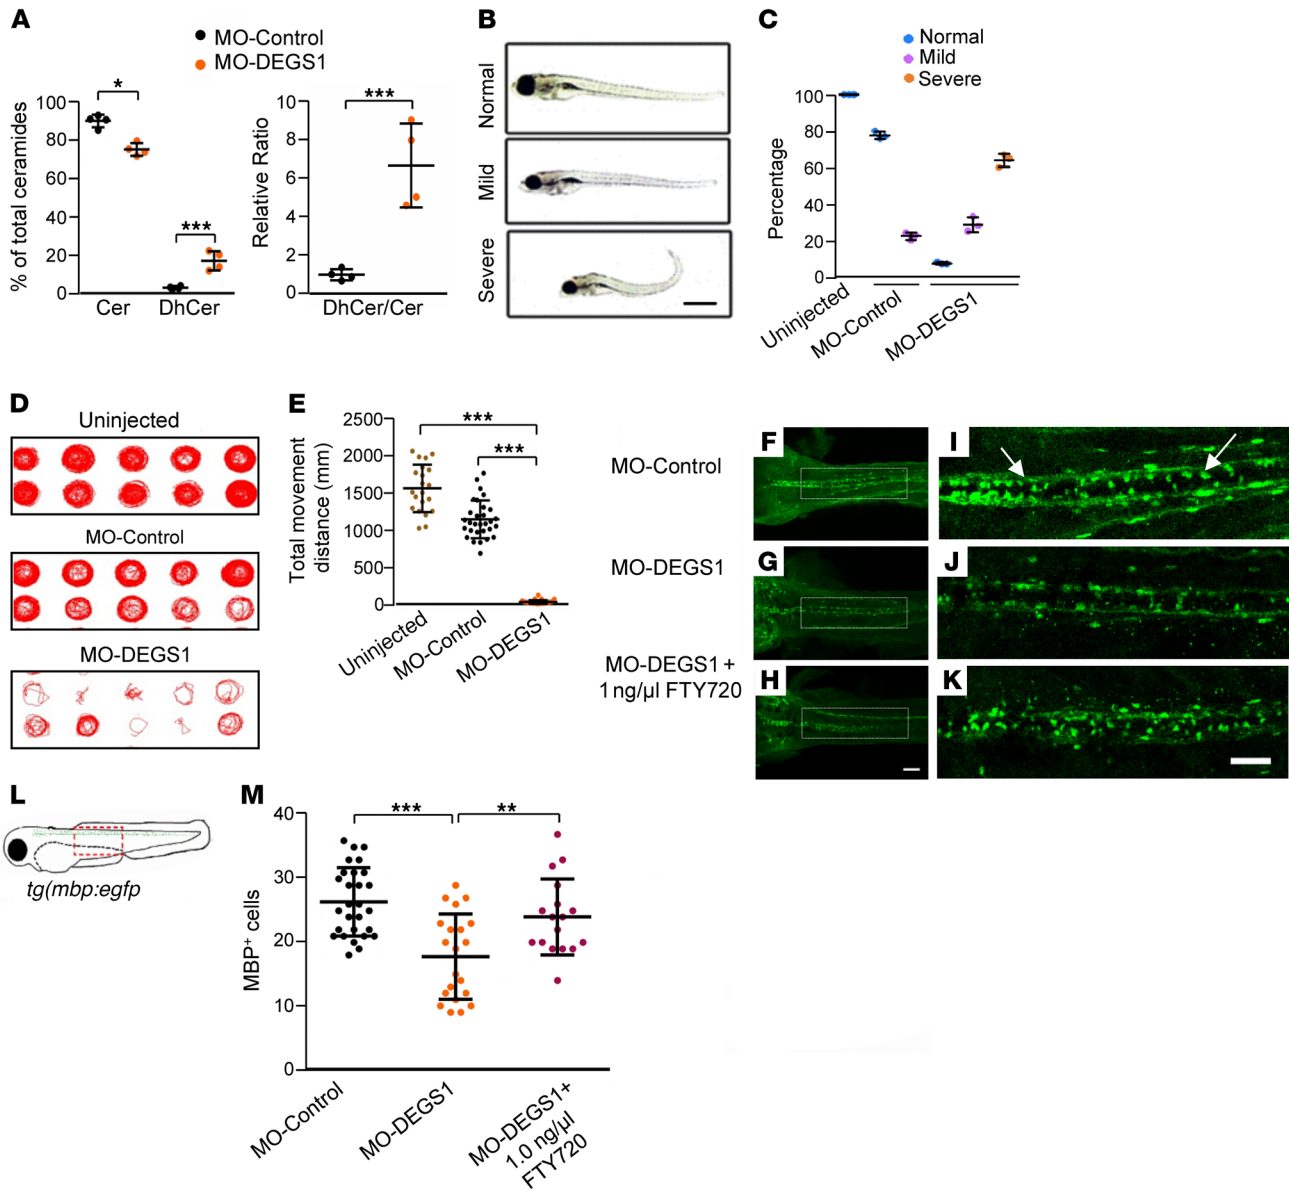 A
MO-Control
MO-DEGS1
% of total ceramides
100
80
60
40
20
0
*
***
Cer
DhCer
Relative Ratio
10
8
6
4
2
0
***
DhCer/Cer
B
Normal
Mild
Severe
C
Normal
Mild
Severe
Percentage
100
80
60
40
20
0
Uninjected
MO-Control
MO-DEGS1
D
Uninjected
MO-Control
MO-DEGS1
E
Total movement
distance (mm)
2500
2000
1500
1000
500
0
***
***
Uninjected
MO-Control
MO-DEGS1
MO-Control
MO-DEGS1
MO-DEGS1 +
1 ng/µl FTY720
F
I
G
J
H
K
L
tg(mbp:egfp
M
MBP+ cells
40
30
20
10
0
***
**
MO-Control
MO-DEGS1
MO-DEGS1+
1.0 ng/µl
FTY720